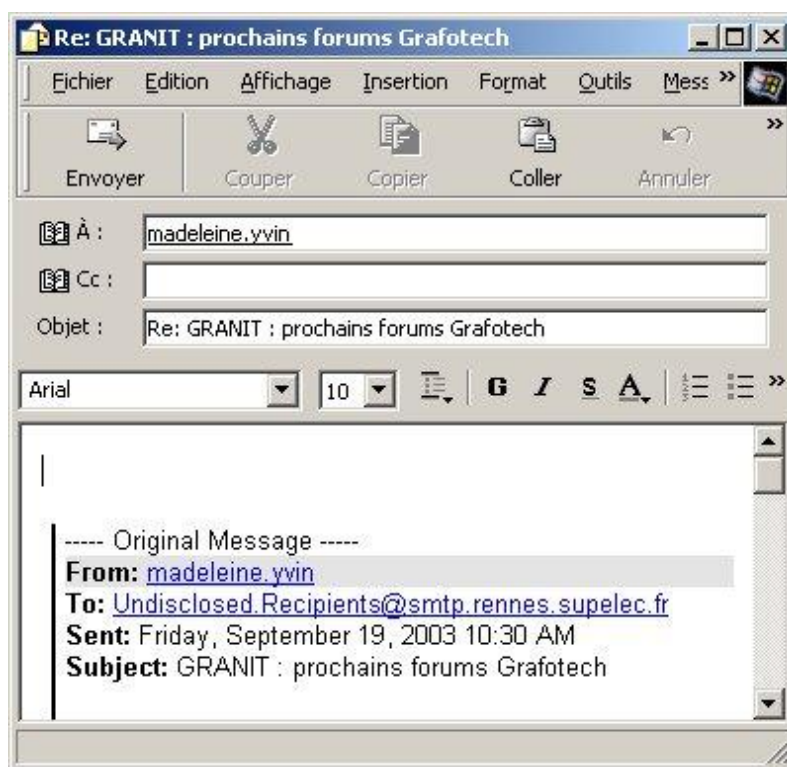 Re: GRANIT : prochains forums Grafotech
Fichier Edition Affichage Insertion Format Outils Mess »
Envoyer Couper Copier Coller Annuler »
À : madeleine.yvin
Cc :
Objet : Re: GRANIT : prochains forums Grafotech
Arial 10 G I S A »
----- Original Message -----
From: madeleine.yvin
To: Undisclosed.Recipients@smtp.rennes.supelec.fr
Sent: Friday, September 19, 2003 10:30 AM
Subject: GRANIT : prochains forums Grafotech